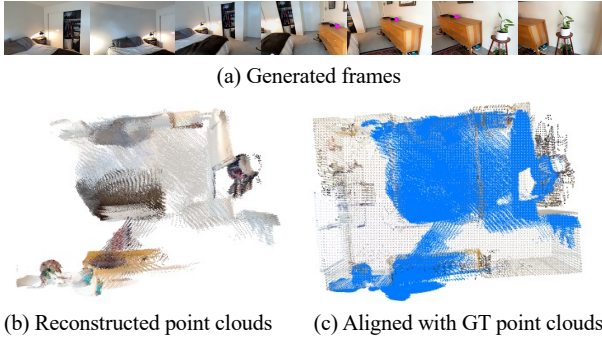 (a) Generated frames
(b) Reconstructed point clouds
(c) Aligned with GT point clouds